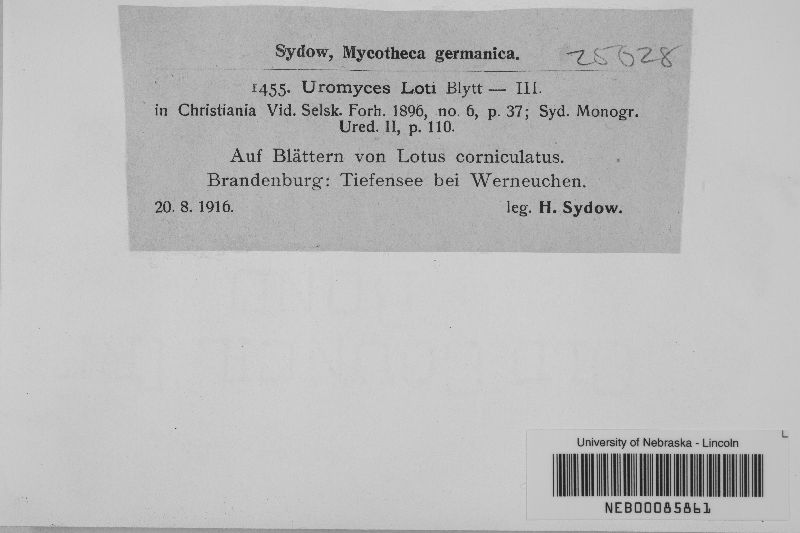 Sydow, Mycotheca germanica. 25628
1455. Uromyces Loti Blytt — III.
in Christiania Vid. Selsk. Forh. 1896, no. 6, p. 37; Syd. Monogr.
Ured. II, p. 110.
Auf Blättern von Lotus corniculatus.
Brandenburg: Tiefensee bei Werneuchen.
20. 8. 1916. leg. H. Sydow.
University of Nebraska - Lincoln
NEB00085861